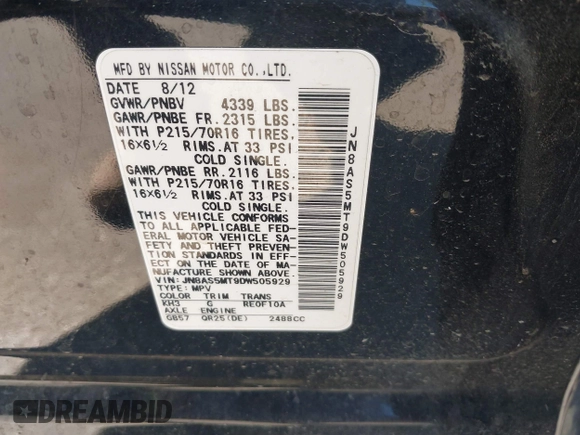 MFD BY NISSAN MOTOR CO.,LTD.
DATE 8/12
GVWR/PNBV 4339 LBS.
GAWR/PNBE FR. 2315 LBS.
WITH P215/70R16 TIRES.
16X6½ RIMS. AT 33 PSI
COLD SINGLE.
GAWR/PNBE RR. 2116 LBS.
WITH P215/70R16 TIRES.
16X6½ RIMS. AT 33 PSI
COLD SINGLE.
THIS VEHICLE CONFORMS
TO ALL APPLICABLE FED-
ERAL MOTOR VEHICLE SA-
FETY AND THEFT PREVEN-
TION STANDARDS IN EFF-
ECT ON THE DATE OF MA-
NUFACTURE SHOWN ABOVE.
VIN: JN8AS5MT9DW505929
TYPE: MPV
COLOR TRIM TRANS
KH3 G RE0F10A
AXLE ENGINE
GB57 QR25(DE) 2488CC
JN8AS5MT9DW505929
DREAMBID